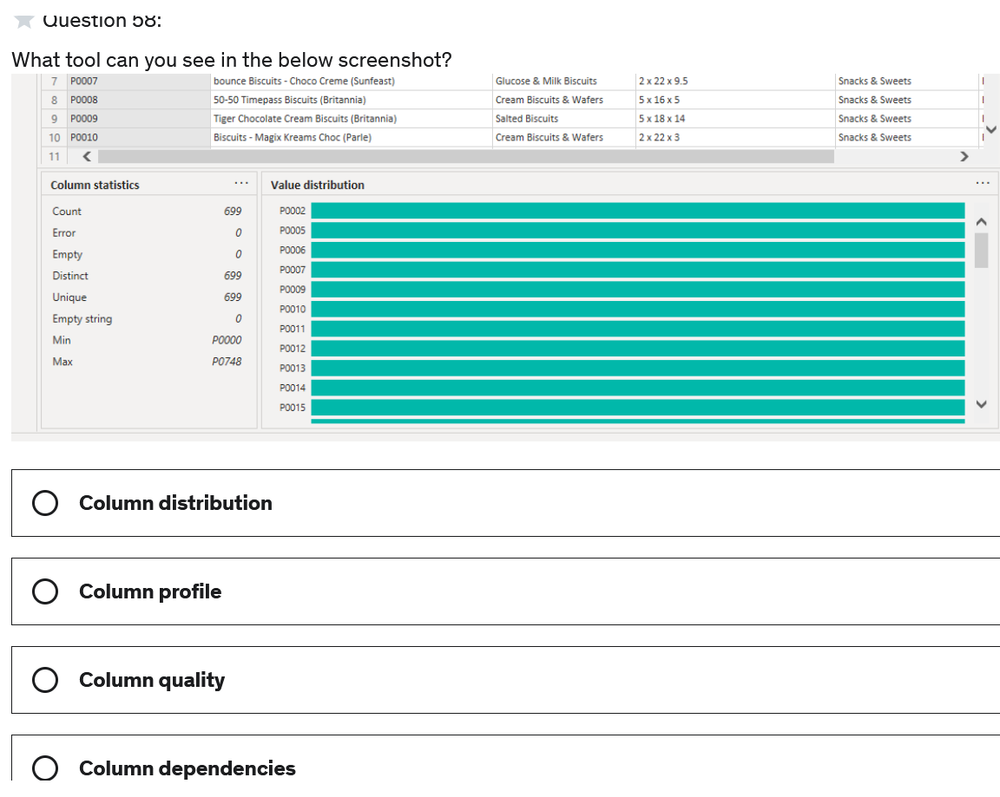 Question 58:
What tool can you see in the below screenshot?
7 P0007 bounce Biscuits - Choco Creme (Sunfeast) Glucose & Milk Biscuits 2 x 22 x 9.5 Snacks & Sweets
8 P0008 50-50 Timepass Biscuits (Britannia) Cream Biscuits & Wafers 5 x 16 x 5 Snacks & Sweets
9 P0009 Tiger Chocolate Cream Biscuits (Britannia) Salted Biscuits 5 x 18 x 14 Snacks & Sweets
10 P0010 Biscuits - Magix Kreams Choc (Parle) Cream Biscuits & Wafers 2 x 22 x 3 Snacks & Sweets
11
Column statistics ...
Count 699
Error 0
Empty 0
Distinct 699
Unique 699
Empty string 0
Min P0000
Max P0748
Value distribution ...
P0002
P0005
P0006
P0007
P0009
P0010
P0011
P0012
P0013
P0014
P0015
Column distribution
Column profile
Column quality
Column dependencies